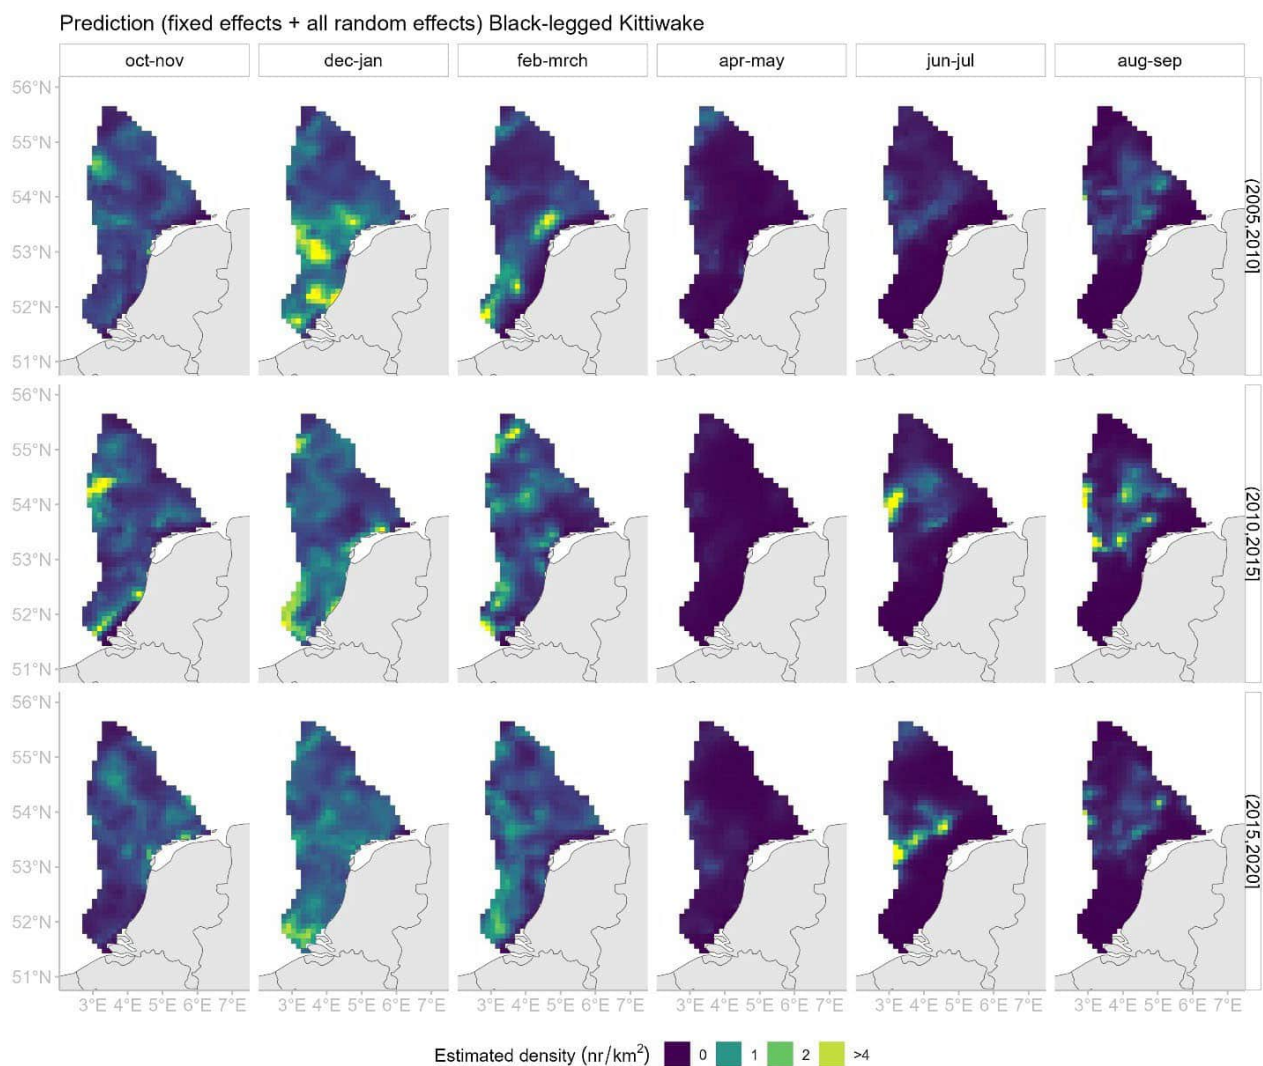 Prediction (fixed effects + all random effects) Black-legged Kittiwake
oct-nov dec-jan feb-mrch apr-may jun-jul aug-sep
56°N
55°N
54°N
53°N
52°N
51°N
(2005,2010]
56°N
55°N
54°N
53°N
52°N
51°N
(2010,2015]
56°N
55°N
54°N
53°N
52°N
51°N
(2015,2020]
3°E 4°E 5°E 6°E 7°E 3°E 4°E 5°E 6°E 7°E 3°E 4°E 5°E 6°E 7°E 3°E 4°E 5°E 6°E 7°E 3°E 4°E 5°E 6°E 7°E 3°E 4°E 5°E 6°E 7°E
Estimated density (nr/km²) 0 1 2 >4